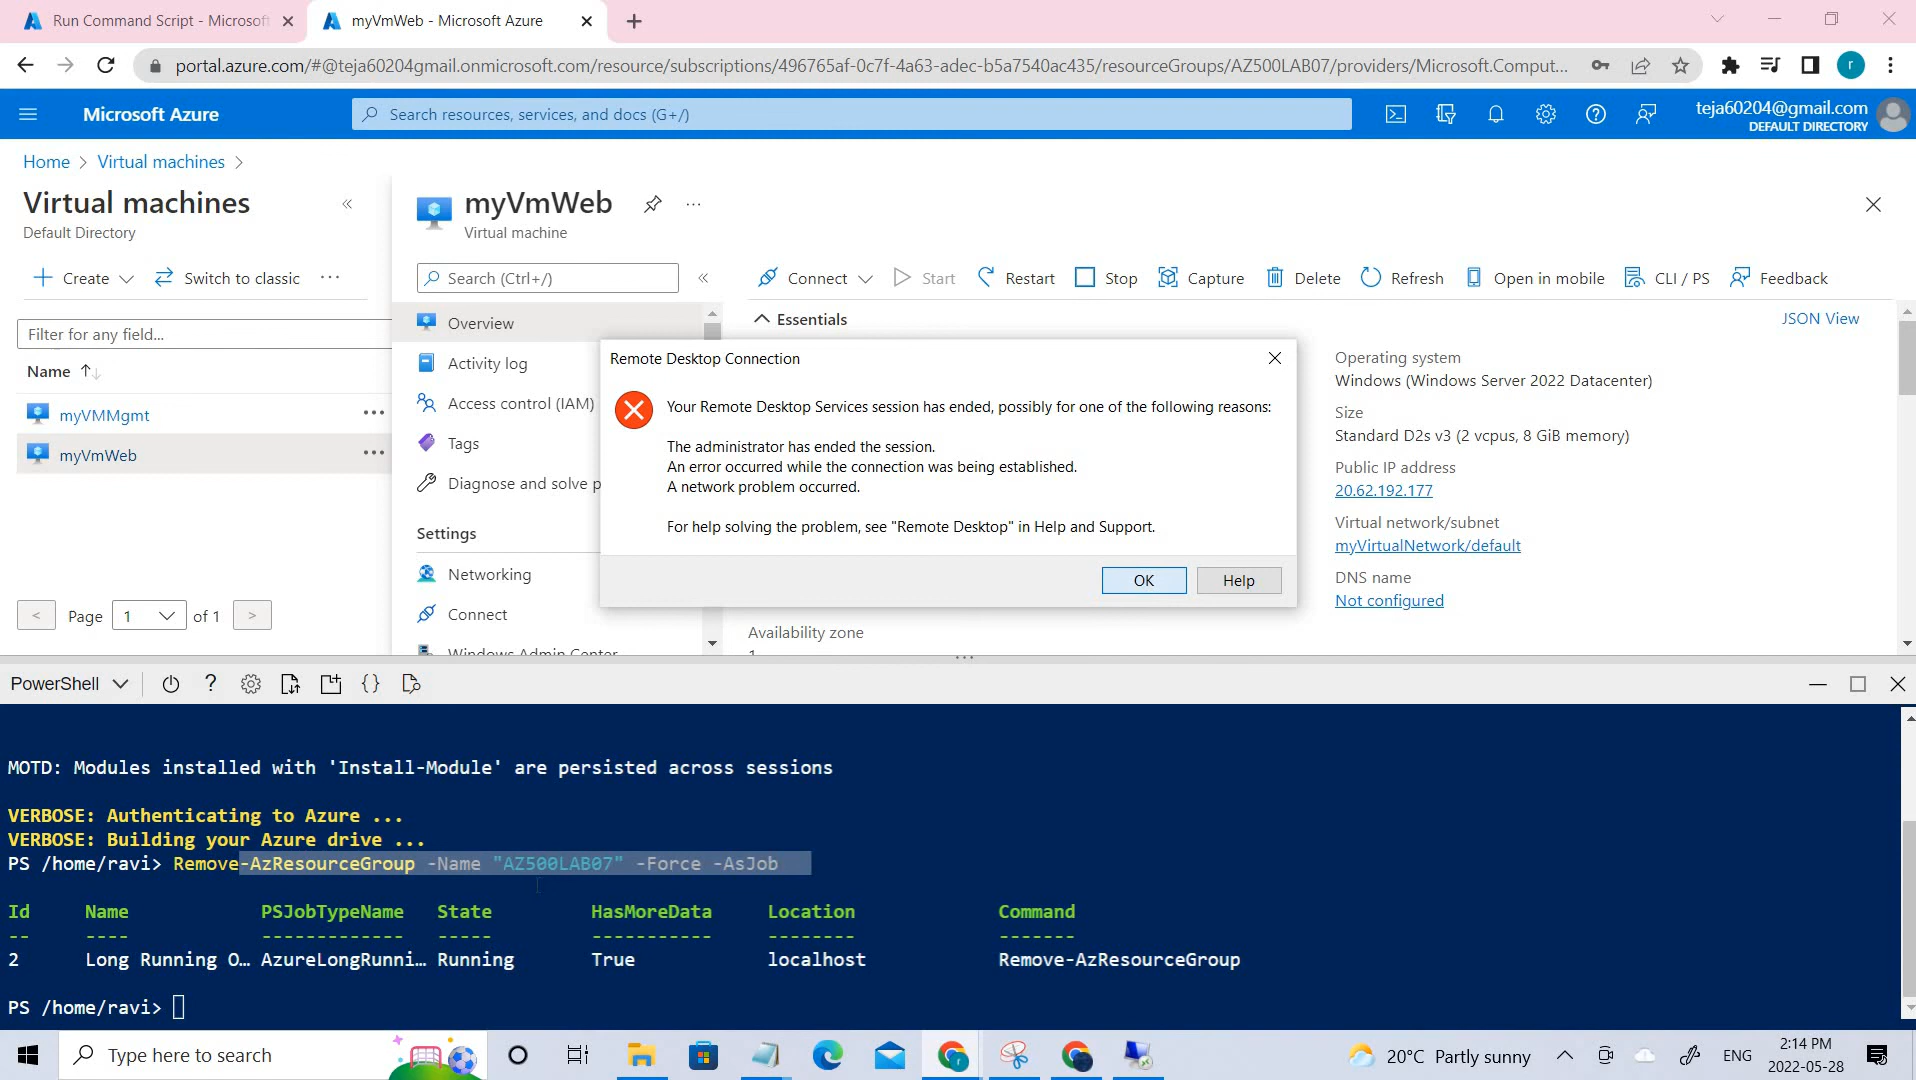 Run Command Script - Microsoft
myVmWeb - Microsoft Azure
portal.azure.com/#@teja60204gmail.onmicrosoft.com/resource/subscriptions/496765af-0c7f-4a63-adec-b5a7540ac435/resourceGroups/AZ500LAB07/providers/Microsoft.Comput...
r
Microsoft Azure
Search resources, services, and docs (G+/)
teja60204@gmail.com
DEFAULT DIRECTORY
Home > Virtual machines >
Virtual machines
Default Directory
Create
Switch to classic
Filter for any field...
Name
myVMMgmt
myVmWeb
< Page 1 of 1 >
myVmWeb
Virtual machine
Search (Ctrl+/)
Overview
Activity log
Access control (IAM)
Tags
Diagnose and solve p
Settings
Networking
Connect
Windows Admin Center
Connect
Start
Restart
Stop
Capture
Delete
Refresh
Open in mobile
CLI / PS
Feedback
Essentials
JSON View
Operating system
Windows (Windows Server 2022 Datacenter)
Size
Standard D2s v3 (2 vcpus, 8 GiB memory)
Public IP address
20.62.192.177
Virtual network/subnet
myVirtualNetwork/default
DNS name
Not configured
Availability zone
1
Remote Desktop Connection
Your Remote Desktop Services session has ended, possibly for one of the following reasons:
The administrator has ended the session.
An error occurred while the connection was being established.
A network problem occurred.
For help solving the problem, see "Remote Desktop" in Help and Support.
OK
Help
PowerShell
MOTD: Modules installed with 'Install-Module' are persisted across sessions
VERBOSE: Authenticating to Azure ...
VERBOSE: Building your Azure drive ...
PS /home/ravi> Remove-AzResourceGroup -Name "AZ500LAB07" -Force -AsJob
Id Name PSJobTypeName State HasMoreData Location Command
-- ---- ------------- ----- ----------- -------- -------
2 Long Running O… AzureLongRunni… Running True localhost Remove-AzResourceGroup
PS /home/ravi>
Type here to search
20°C Partly sunny
ENG
2:14 PM
2022-05-28